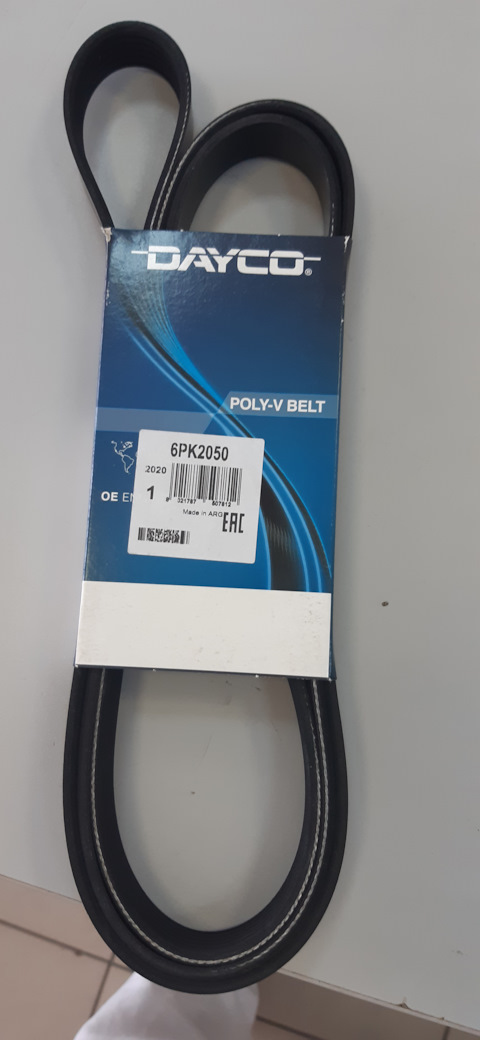 DAYCO®
POLY-V BELT
6PK2050
2020
1
Made in ARG
EAC
OE EN